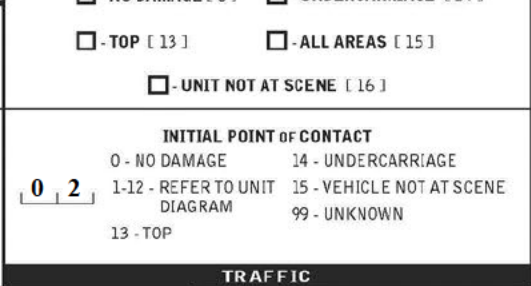 - TOP [ 13 ] - ALL AREAS [ 15 ]
- UNIT NOT AT SCENE [ 16 ]
INITIAL POINT OF CONTACT
0 - NO DAMAGE 14 - UNDERCARRIAGE
0 2 1-12 - REFER TO UNIT 15 - VEHICLE NOT AT SCENE
DIAGRAM 99 - UNKNOWN
13 - TOP
TRAFFIC